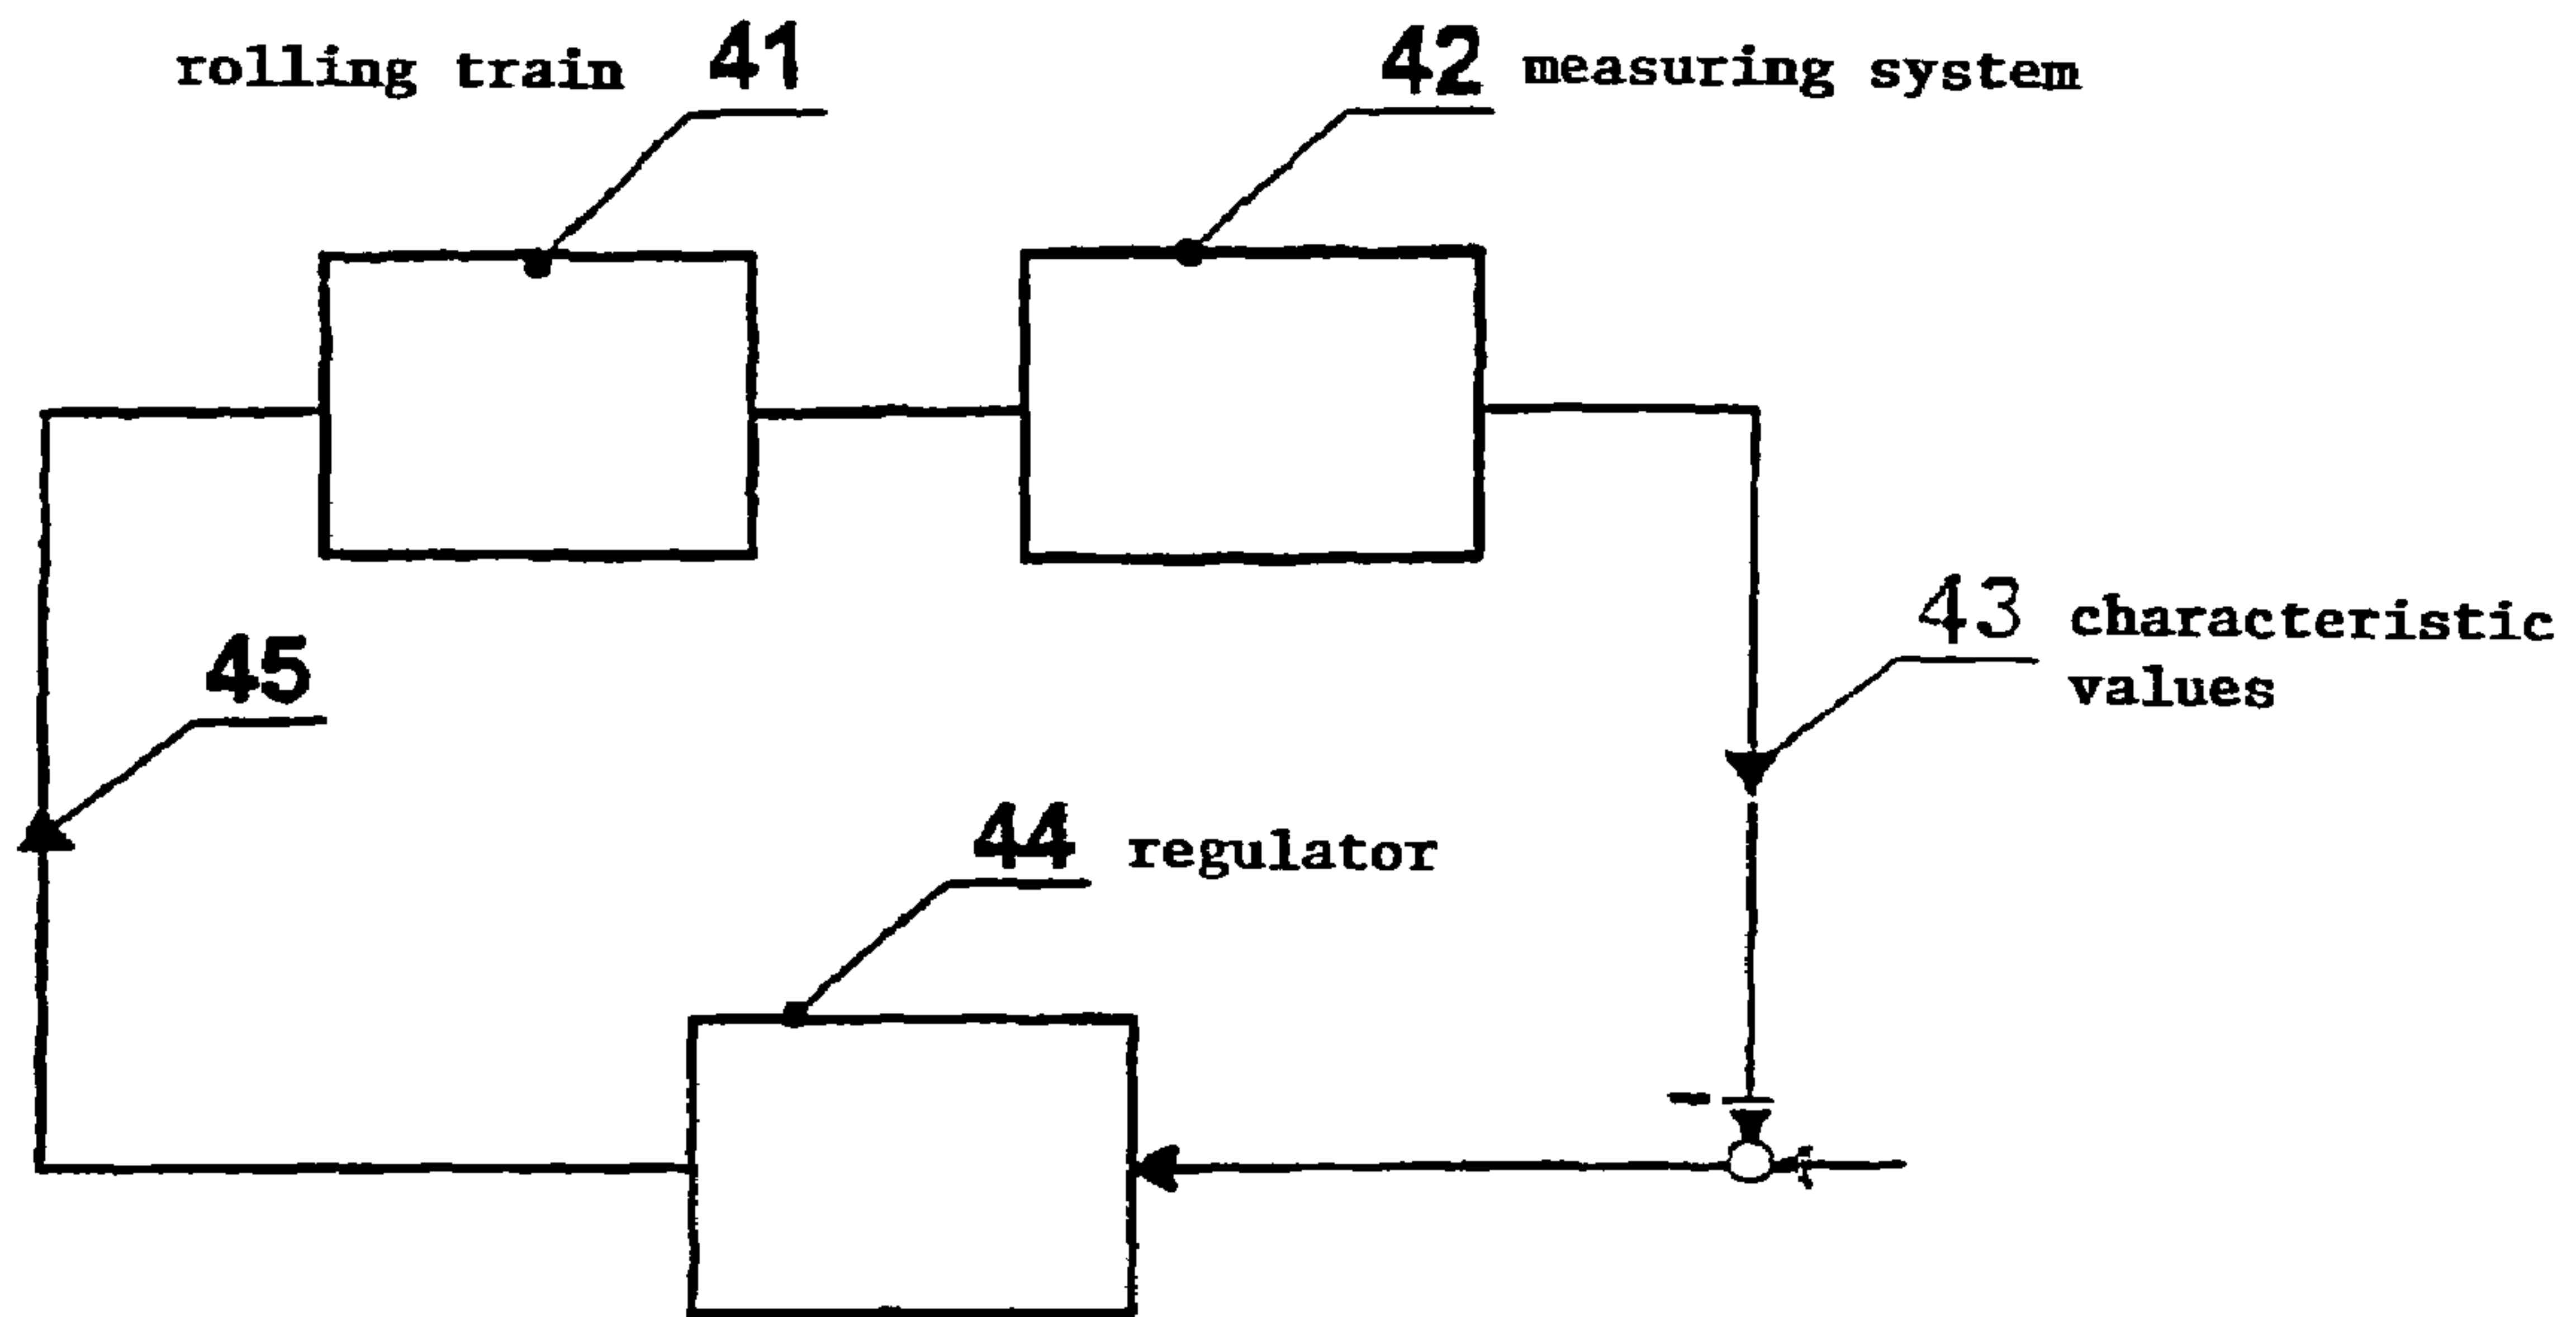 rolling train 41
42 measuring system
43 characteristic
values
45
44 regulator
-